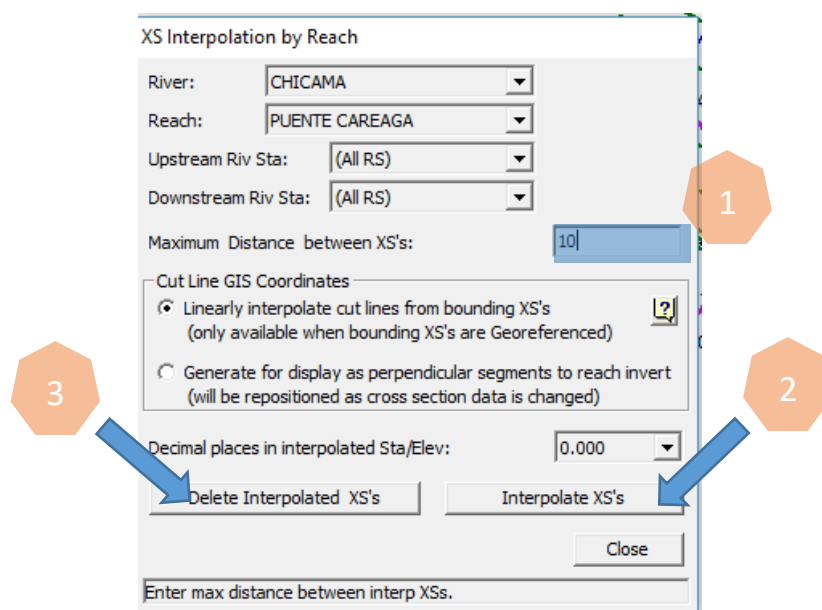 XS Interpolation by Reach
River: CHICAMA
Reach: PUENTE CAREAGA
Upstream Riv Sta: (All RS)
Downstream Riv Sta: (All RS)
1
Maximum Distance between XS's: 10
Cut Line GIS Coordinates
Linearly interpolate cut lines from bounding XS's
(only available when bounding XS's are Georeferenced)
Generate for display as perpendicular segments to reach invert
(will be repositioned as cross section data is changed)
3
2
Decimal places in interpolated Sta/Elev: 0.000
Delete Interpolated XS's Interpolate XS's
Close
Enter max distance between interp XSs.